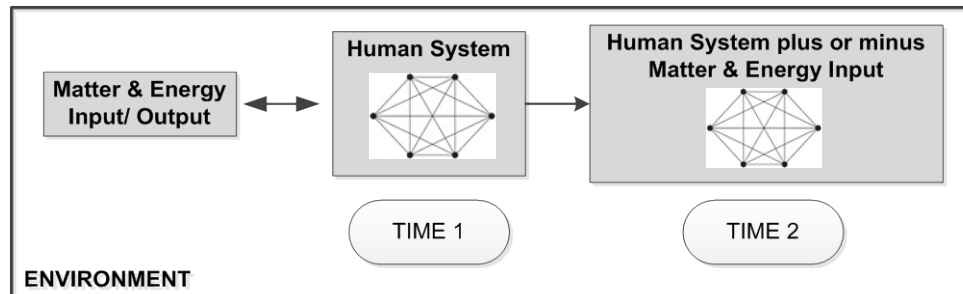 Matter & Energy
Input/ Output
Human System
Human System plus or minus
Matter & Energy Input
TIME 1
TIME 2
ENVIRONMENT